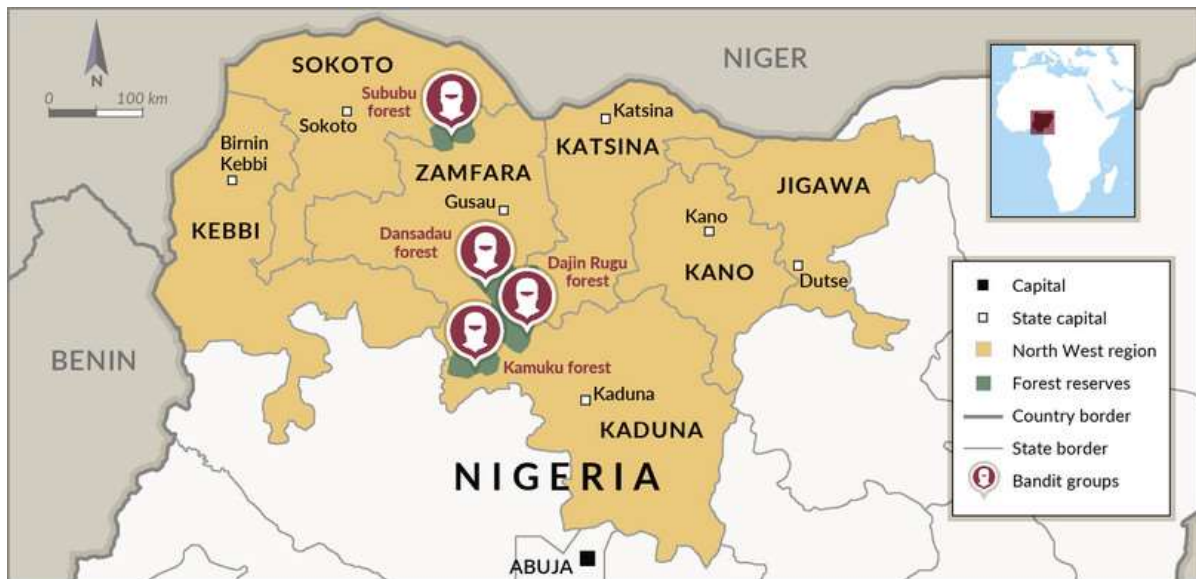 NIGER
SOKOTO
Sububu
forest
N
0 100 km
Sokoto
Katsina
Birnin
Kebbi
KATSINA
ZAMFARA
JIGAWA
Gusau
Kano
KEBBI
Dansadau
forest
Dajin Rugu
forest
KANO
Dutse
BENIN
Kamuku forest
Kaduna
KADUNA
NIGERIA
ABUJA
Capital
State capital
North West region
Forest reserves
Country border
State border
Bandit groups